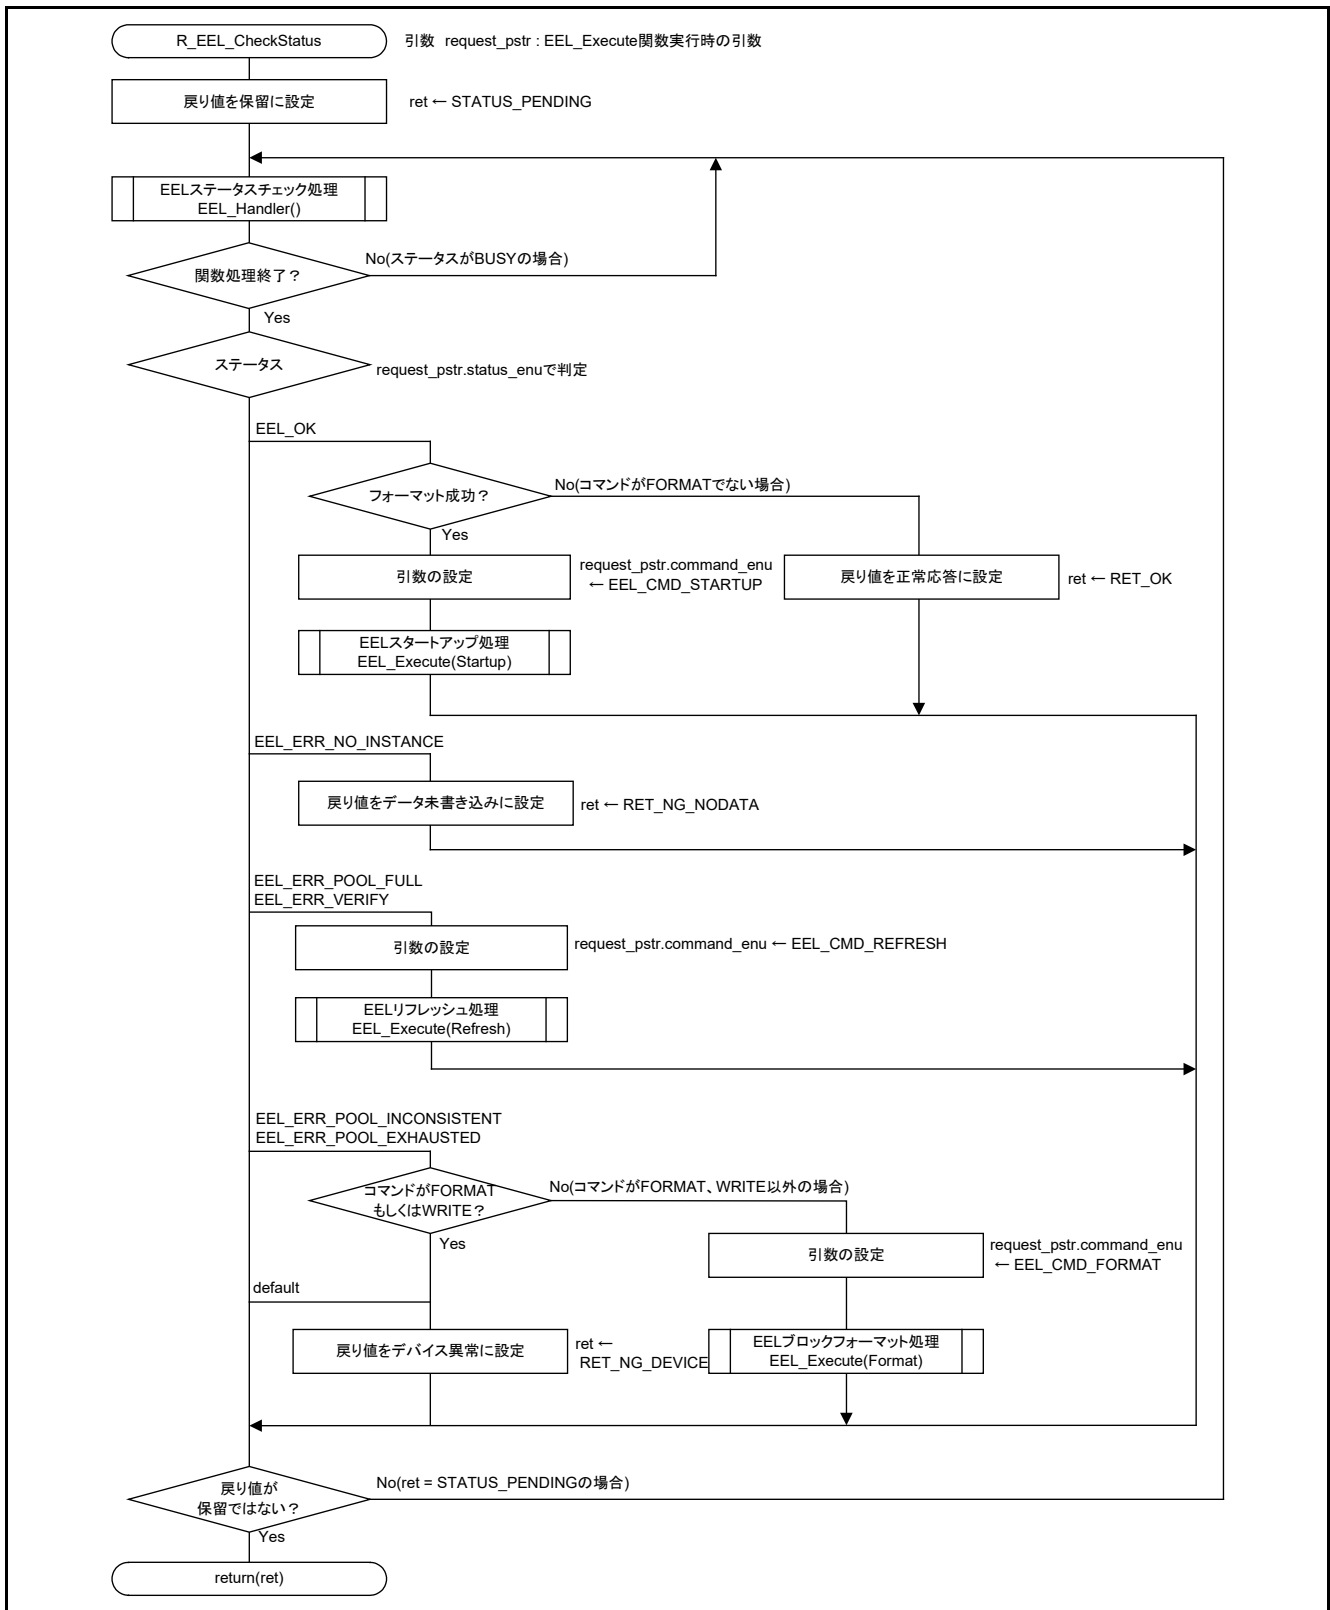 R_EEL_CheckStatus
引数 request_pstr : EEL_Execute関数実行時の引数
戻り値を保留に設定
ret ← STATUS_PENDING
EELステータスチェック処理
EEL_Handler()
No(ステータスがBUSYの場合)
関数処理終了？
Yes
ステータス
request_pstr.status_enuで判定
EEL_OK
No(コマンドがFORMATでない場合)
フォーマット成功？
Yes
引数の設定
request_pstr.command_enu
← EEL_CMD_STARTUP
戻り値を正常応答に設定
ret ← RET_OK
EELスタートアップ処理
EEL_Execute(Startup)
EEL_ERR_NO_INSTANCE
戻り値をデータ未書き込みに設定
ret ← RET_NG_NODATA
EEL_ERR_POOL_FULL
EEL_ERR_VERIFY
引数の設定
request_pstr.command_enu ← EEL_CMD_REFRESH
EELリフレッシュ処理
EEL_Execute(Refresh)
EEL_ERR_POOL_INCONSISTENT
EEL_ERR_POOL_EXHAUSTED
コマンドがFORMAT
もしくはWRITE？
No(コマンドがFORMAT、WRITE以外の場合)
Yes
引数の設定
request_pstr.command_enu
← EEL_CMD_FORMAT
default
戻り値をデバイス異常に設定
ret ←
RET_NG_DEVICE
EELブロックフォーマット処理
EEL_Execute(Format)
戻り値が
保留ではない？
No(ret = STATUS_PENDINGの場合)
Yes
return(ret)